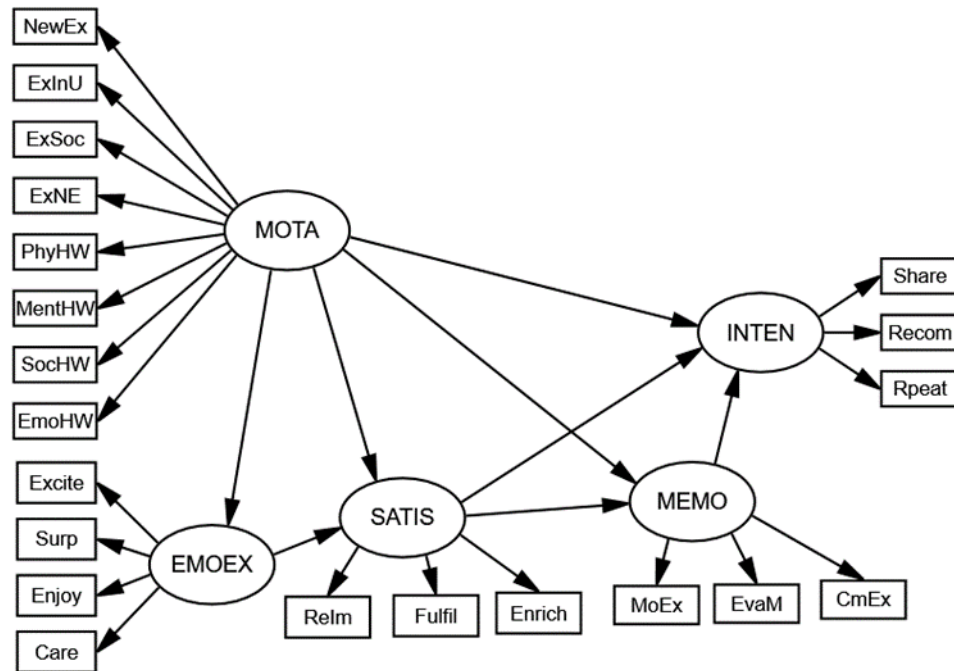 NewEx
ExInU
ExSoc
ExNE
PhyHW
MentHW
SocHW
EmoHW
MOTA
Share
Recom
Rpeat
INTEN
Excite
Surp
Enjoy
Care
EMOEX
SATIS
MEMO
Relm
Fulfil
Enrich
MoEx
EvaM
CmEx